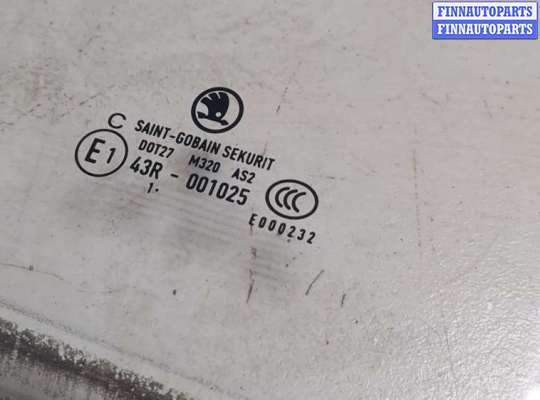 FINNAUTOPARTS
FINNAUTOPARTS
C
SAINT-GOBAIN SEKURIT
DOT27 M320 AS2
E1
43R - 001025
1·
CCC
E000232